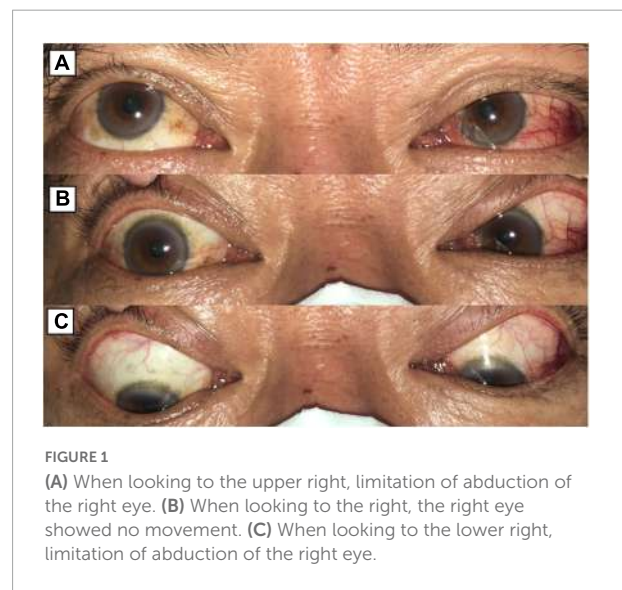 A
B
C
FIGURE 1
(A) When looking to the upper right, limitation of abduction of
the right eye. (B) When looking to the right, the right eye
showed no movement. (C) When looking to the lower right,
limitation of abduction of the right eye.